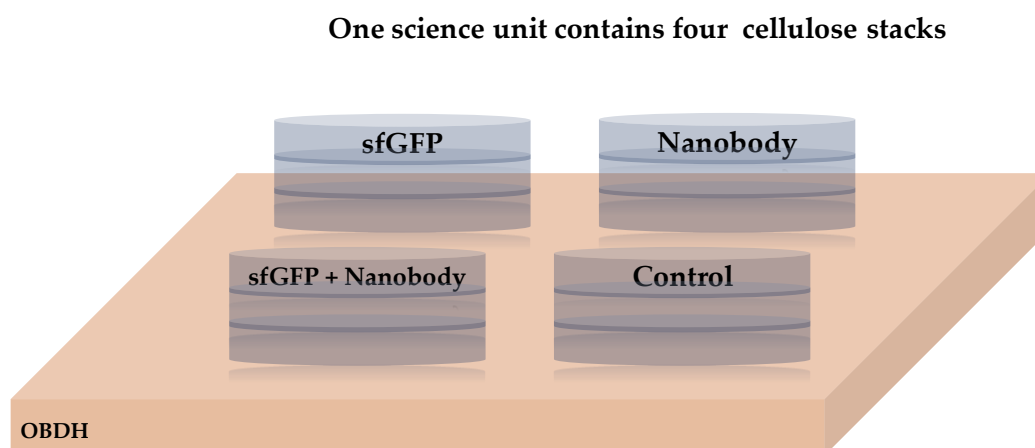 One science unit contains four cellulose stacks
sfGFP
Nanobody
sfGFP + Nanobody
Control
OBDH